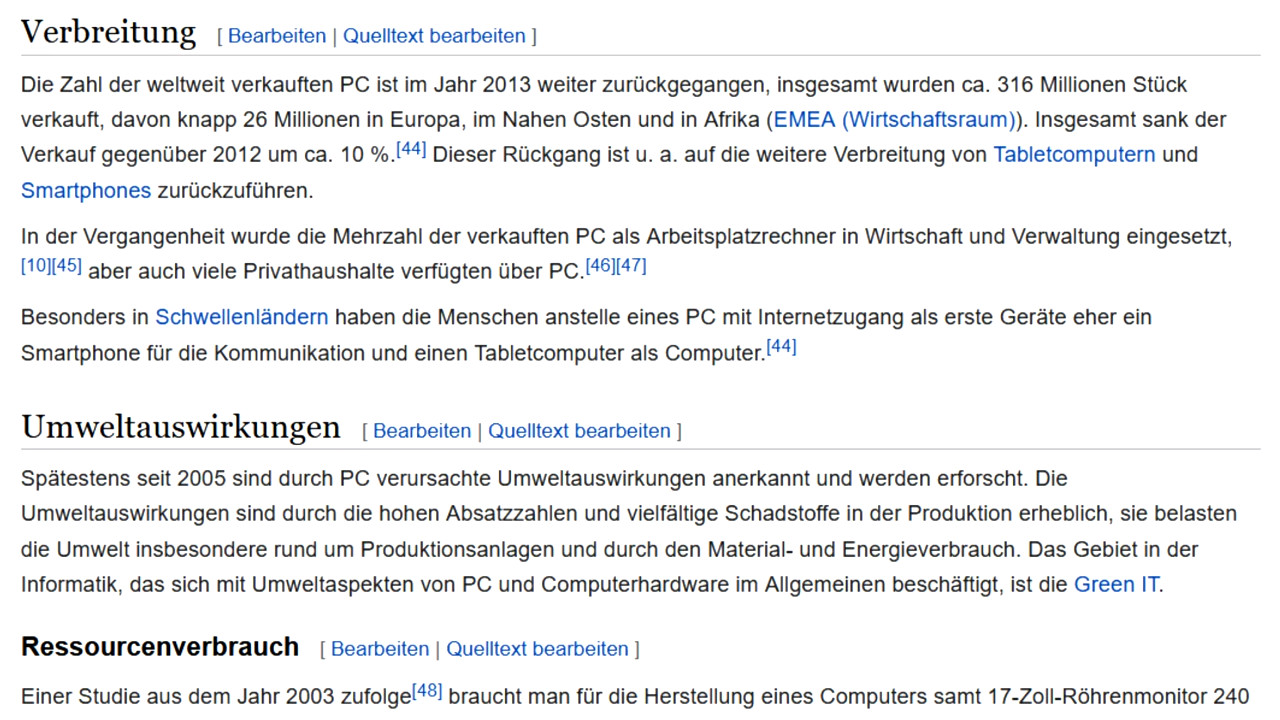 Verbreitung [ Bearbeiten | Quelltext bearbeiten ]
Die Zahl der weltweit verkauften PC ist im Jahr 2013 weiter zurückgegangen, insgesamt wurden ca. 316 Millionen Stück
verkauft, davon knapp 26 Millionen in Europa, im Nahen Osten und in Afrika (EMEA (Wirtschaftsraum)). Insgesamt sank der
Verkauf gegenüber 2012 um ca. 10 %.[44] Dieser Rückgang ist u. a. auf die weitere Verbreitung von Tabletcomputern und
Smartphones zurückzuführen.
In der Vergangenheit wurde die Mehrzahl der verkauften PC als Arbeitsplatzrechner in Wirtschaft und Verwaltung eingesetzt,
[10][45] aber auch viele Privathaushalte verfügten über PC.[46][47]
Besonders in Schwellenländern haben die Menschen anstelle eines PC mit Internetzugang als erste Geräte eher ein
Smartphone für die Kommunikation und einen Tabletcomputer als Computer.[44]
Umweltauswirkungen [ Bearbeiten | Quelltext bearbeiten ]
Spätestens seit 2005 sind durch PC verursachte Umweltauswirkungen anerkannt und werden erforscht. Die
Umweltauswirkungen sind durch die hohen Absatzzahlen und vielfältige Schadstoffe in der Produktion erheblich, sie belasten
die Umwelt insbesondere rund um Produktionsanlagen und durch den Material- und Energieverbrauch. Das Gebiet in der
Informatik, das sich mit Umweltaspekten von PC und Computerhardware im Allgemeinen beschäftigt, ist die Green IT.
Ressourcenverbrauch [ Bearbeiten | Quelltext bearbeiten ]
Einer Studie aus dem Jahr 2003 zufolge[48] braucht man für die Herstellung eines Computers samt 17-Zoll-Röhrenmonitor 240